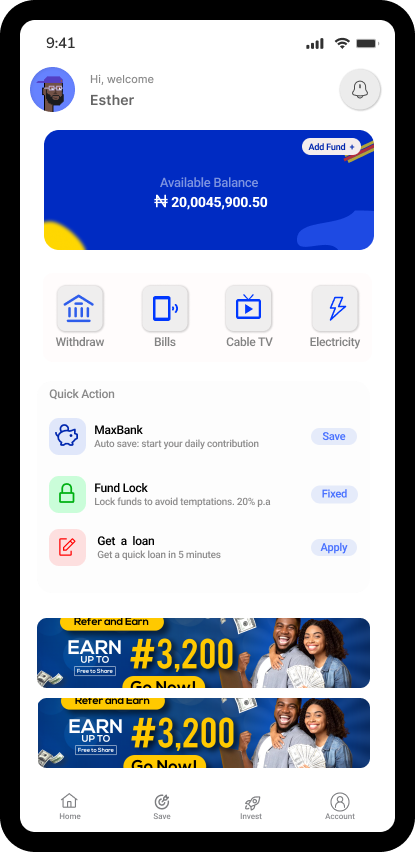 9:41
Hi, welcome
Esther
Add Fund +
Available Balance
₦ 20,0045,900.50
Withdraw
Bills
Cable TV
Electricity
Quick Action
MaxBank
Auto save: start your daily contribution
Save
Fund Lock
Lock funds to avoid temptations. 20% p.a
Fixed
Get a loan
Get a quick loan in 5 minutes
Apply
Refer and Earn
EARN
UP TO
Free to Share
#3,200
Go Now!
Refer and Earn
EARN
UP TO
Free to Share
#3,200
Go Now!
Home
Save
Invest
Account